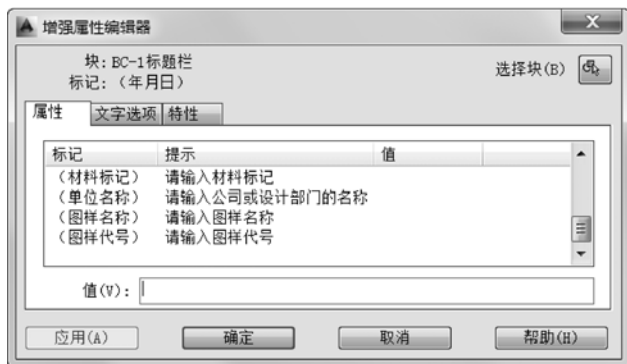 增强属性编辑器
块: BC-1标题栏
选择块(B)
标记: (年月日)
属性 文字选项 特性
标记 提示 值
(材料标记) 请输入材料标记
(单位名称) 请输入公司或设计部门的名称
(图样名称) 请输入图样名称
(图样代号) 请输入图样代号
值(V):
应用(A) 确定 取消 帮助(H)